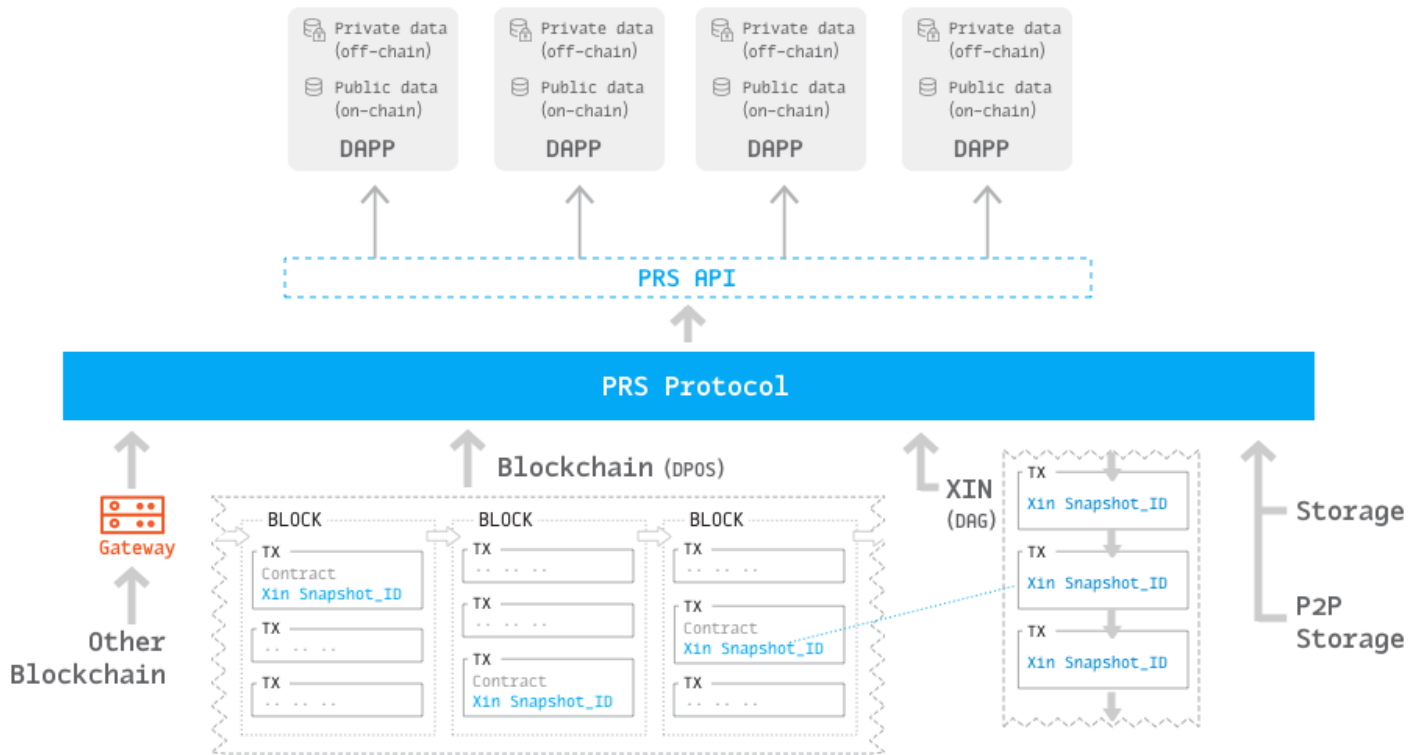 Private data
(off-chain)
Public data
(on-chain)
DAPP
Private data
(off-chain)
Public data
(on-chain)
DAPP
Private data
(off-chain)
Public data
(on-chain)
DAPP
Private data
(off-chain)
Public data
(on-chain)
DAPP
PRS API
PRS Protocol
Gateway
Other
Blockchain
Blockchain (DPOS)
BLOCK
TX
Contract
Xin Snapshot_ID
TX
.. .. ..
TX
.. .. ..
BLOCK
TX
.. .. ..
TX
.. .. ..
TX
Contract
Xin Snapshot_ID
BLOCK
TX
.. .. ..
TX
Contract
Xin Snapshot_ID
TX
.. .. ..
XIN
(DAG)
TX
Xin Snapshot_ID
TX
Xin Snapshot_ID
TX
Xin Snapshot_ID
Storage
P2P
Storage